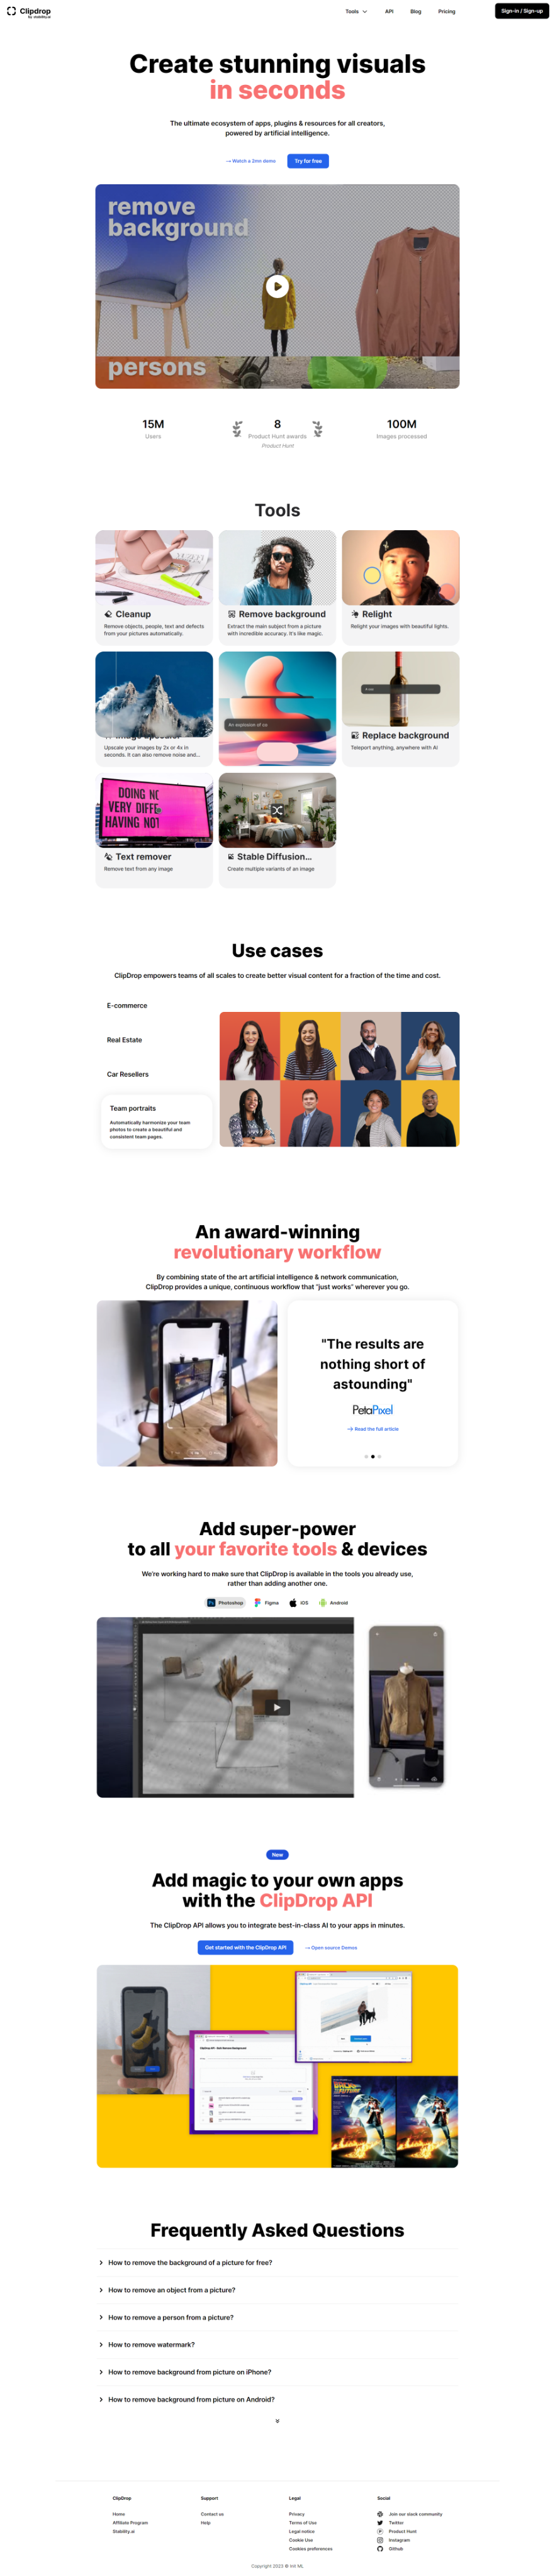 Clipdrop
by stability.ai
Tools
API
Blog
Pricing
Sign-in / Sign-up
Create stunning visuals
in seconds
The ultimate ecosystem of apps, plugins & resources for all creators,
powered by artificial intelligence.
→ Watch a 2mn demo
Try for free
remove
background
persons
15M
Users
8
Product Hunt awards
Product Hunt
100M
Images processed
Tools
Cleanup
Remove objects, people, text and defects
from your pictures automatically.
Remove background
Extract the main subject from a picture
with incredible accuracy. It's like magic.
Relight
Relight your images with beautiful lights.
Upscale your images by 2x or 4x in
seconds. It can also remove noise and...
An explosion of co
Replace background
Teleport anything, anywhere with AI
DOING NO
VERY DIFFE
HAVING NOT
Text remover
Remove text from any image
Stable Diffusion...
Create multiple variants of an image
Use cases
ClipDrop empowers teams of all scales to create better visual content for a fraction of the time and cost.
E-commerce
Real Estate
Car Resellers
Team portraits
Automatically harmonize your team
photos to create a beautiful and
consistent team pages.
An award-winning
revolutionary workflow
By combining state of the art artificial intelligence & network communication,
ClipDrop provides a unique, continuous workflow that "just works" wherever you go.
"The results are
nothing short of
astounding"
PetaPixel
→ Read the full article
Add super-power
to all your favorite tools & devices
We're working hard to make sure that ClipDrop is available in the tools you already use,
rather than adding another one.
Ps
Photoshop
Figma
iOS
Android
New
Add magic to your own apps
with the ClipDrop API
The ClipDrop API allows you to integrate best-in-class AI to your apps in minutes.
Get started with the ClipDrop API
→ Open source Demos
BACK TO THE FUTURE
Frequently Asked Questions
How to remove the background of a picture for free?
How to remove an object from a picture?
How to remove a person from a picture?
How to remove watermark?
How to remove background from picture on iPhone?
How to remove background from picture on Android?
ClipDrop
Home
Affiliate Program
Stability.ai
Support
Contact us
Help
Legal
Privacy
Terms of Use
Legal notice
Cookie Use
Cookies preferences
Social
Join our slack community
Twitter
Product Hunt
Instagram
Github
Copyright 2023 © Init ML